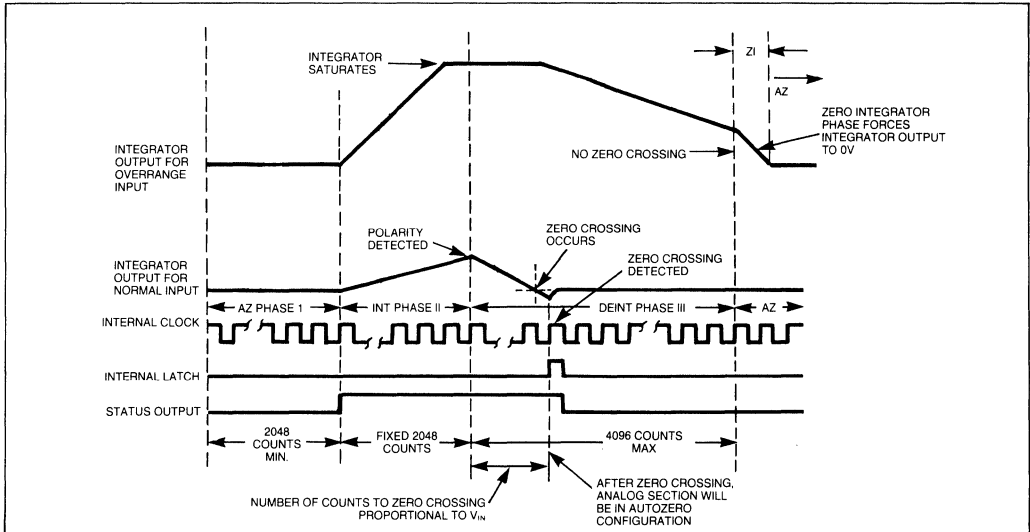 INTEGRATOR
SATURATES
ZI
AZ
ZERO INTEGRATOR
PHASE FORCES
INTEGRATOR OUTPUT
TO 0V
INTEGRATOR
OUTPUT FOR
OVERRANGE
INPUT
NO ZERO CROSSING
POLARITY
DETECTED
ZERO CROSSING
OCCURS
ZERO CROSSING
DETECTED
INTEGRATOR
OUTPUT FOR
NORMAL INPUT
AZ PHASE 1
INT PHASE II
DEINT PHASE III
AZ
INTERNAL CLOCK
INTERNAL LATCH
STATUS OUTPUT
2048
COUNTS
MIN.
FIXED 2048
COUNTS
4096 COUNTS
MAX
NUMBER OF COUNTS TO ZERO CROSSING
PROPORTIONAL TO VIN
AFTER ZERO CROSSING,
ANALOG SECTION WILL
BE IN AUTOZERO
CONFIGURATION